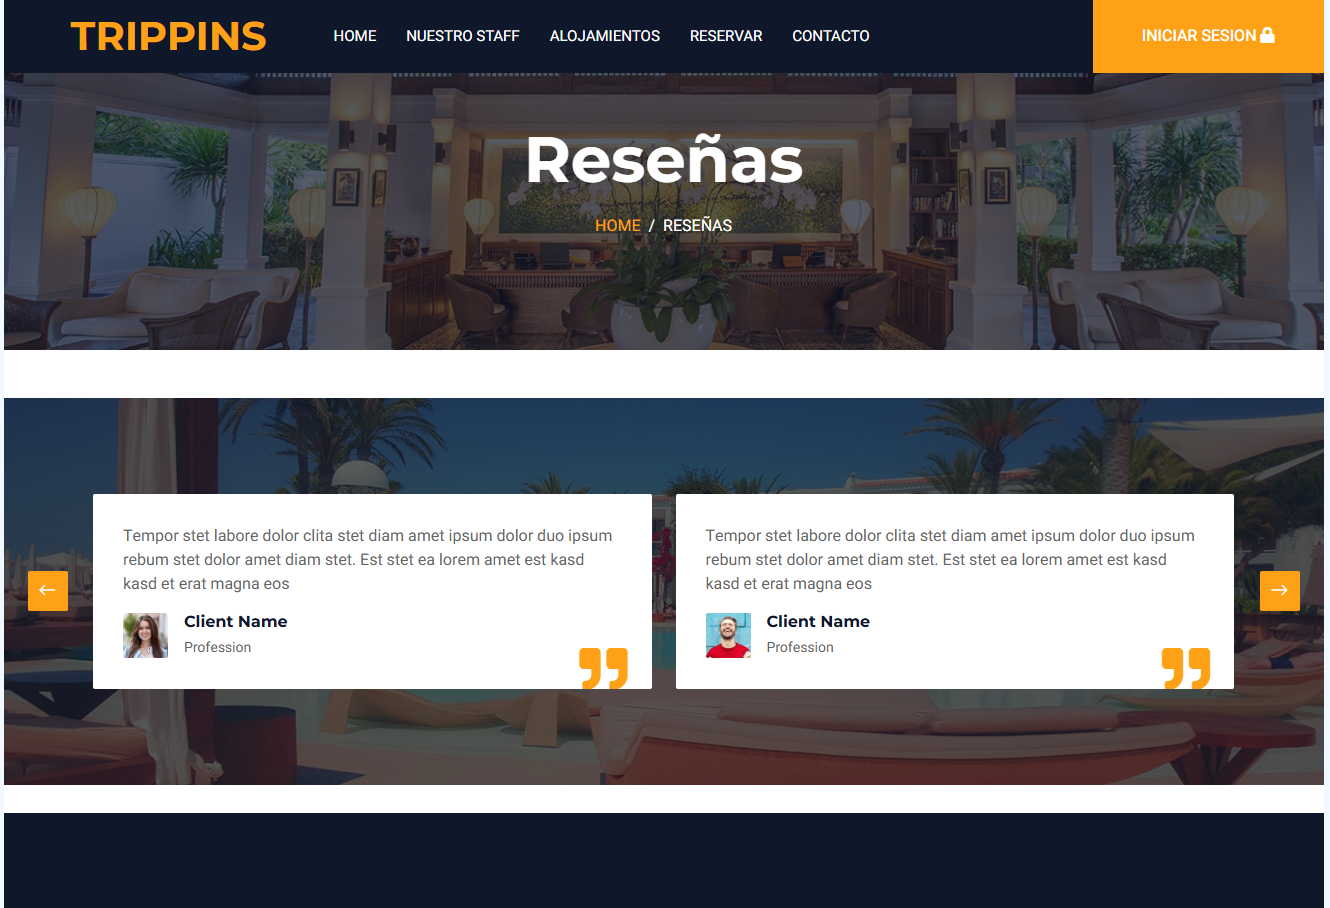 TRIPPINS
HOME
NUESTRO STAFF
ALOJAMIENTOS
RESERVAR
CONTACTO
INICIAR SESION
Reseñas
HOME / RESEÑAS
Tempor stet labore dolor clita stet diam amet ipsum dolor duo ipsum
rebum stet dolor amet diam stet. Est stet ea lorem amet est kasd
kasd et erat magna eos
Client Name
Profession
Tempor stet labore dolor clita stet diam amet ipsum dolor duo ipsum
rebum stet dolor amet diam stet. Est stet ea lorem amet est kasd
kasd et erat magna eos
Client Name
Profession